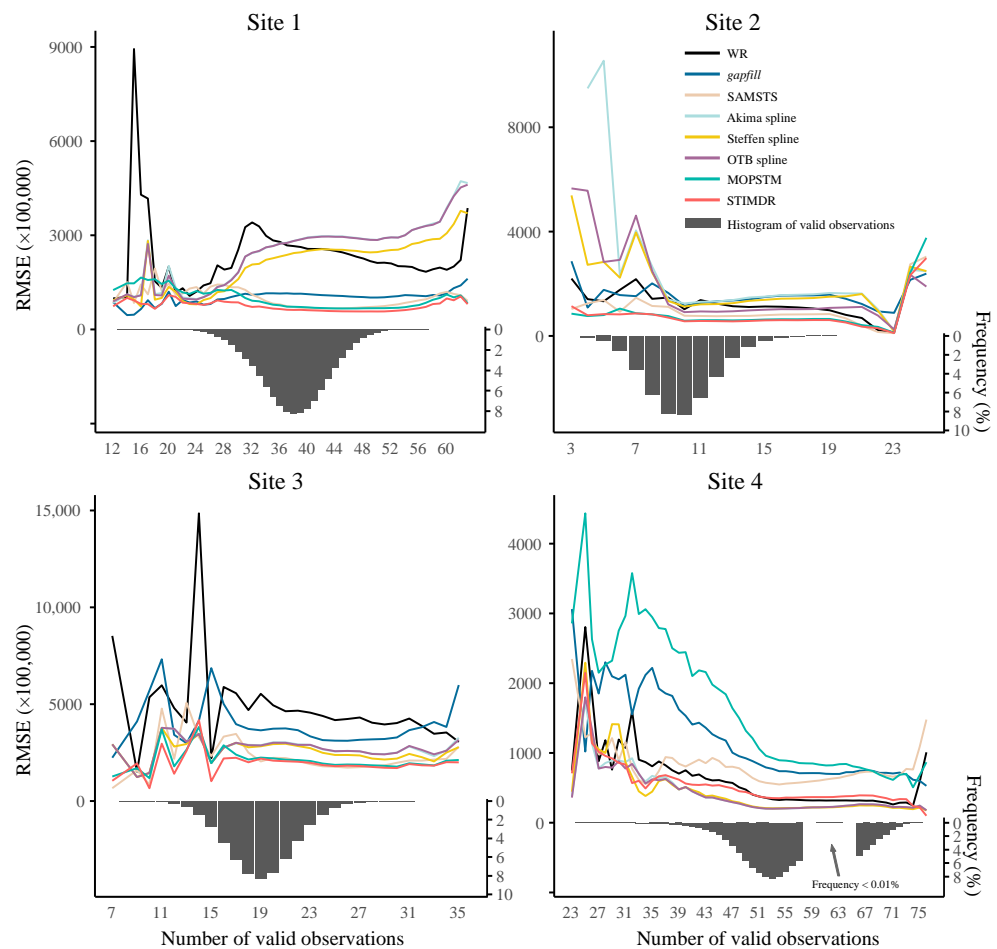 Site 1
Site 2
9000
6000
3000
0
RMSE (×100,000)
0
2
4
6
8
12 16 20 24 28 32 36 40 44 48 52 56 60
8000
4000
0
WR
gapfill
SAMSTS
Akima spline
Steffen spline
OTB spline
MOPSTM
STIMDR
Histogram of valid observations
Frequency (%)
0
2
4
6
8
10
3 7 11 15 19 23
Site 3
Site 4
15,000
10,000
5000
0
RMSE (×100,000)
0
2
4
6
8
10
7 11 15 19 23 27 31 35
Number of valid observations
4000
3000
2000
1000
0
Frequency (%)
0
2
4
6
8
Frequency < 0.01%
23 27 31 35 39 43 47 51 55 59 63 67 71 75
Number of valid observations